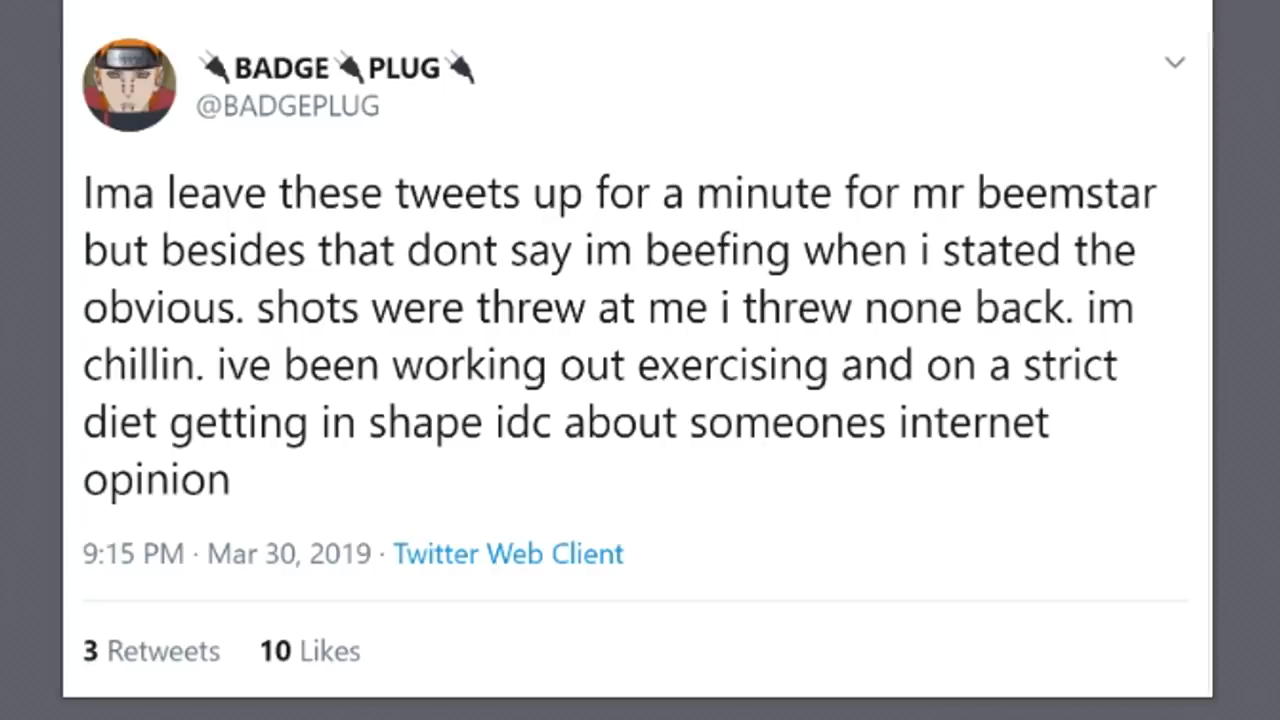 🔌BADGE🔌PLUG🔌
@BADGEPLUG
Ima leave these tweets up for a minute for mr beemstar
but besides that dont say im beefing when i stated the
obvious. shots were threw at me i threw none back. im
chillin. ive been working out exercising and on a strict
diet getting in shape idc about someones internet
opinion
9:15 PM · Mar 30, 2019 · Twitter Web Client
3 Retweets 10 Likes